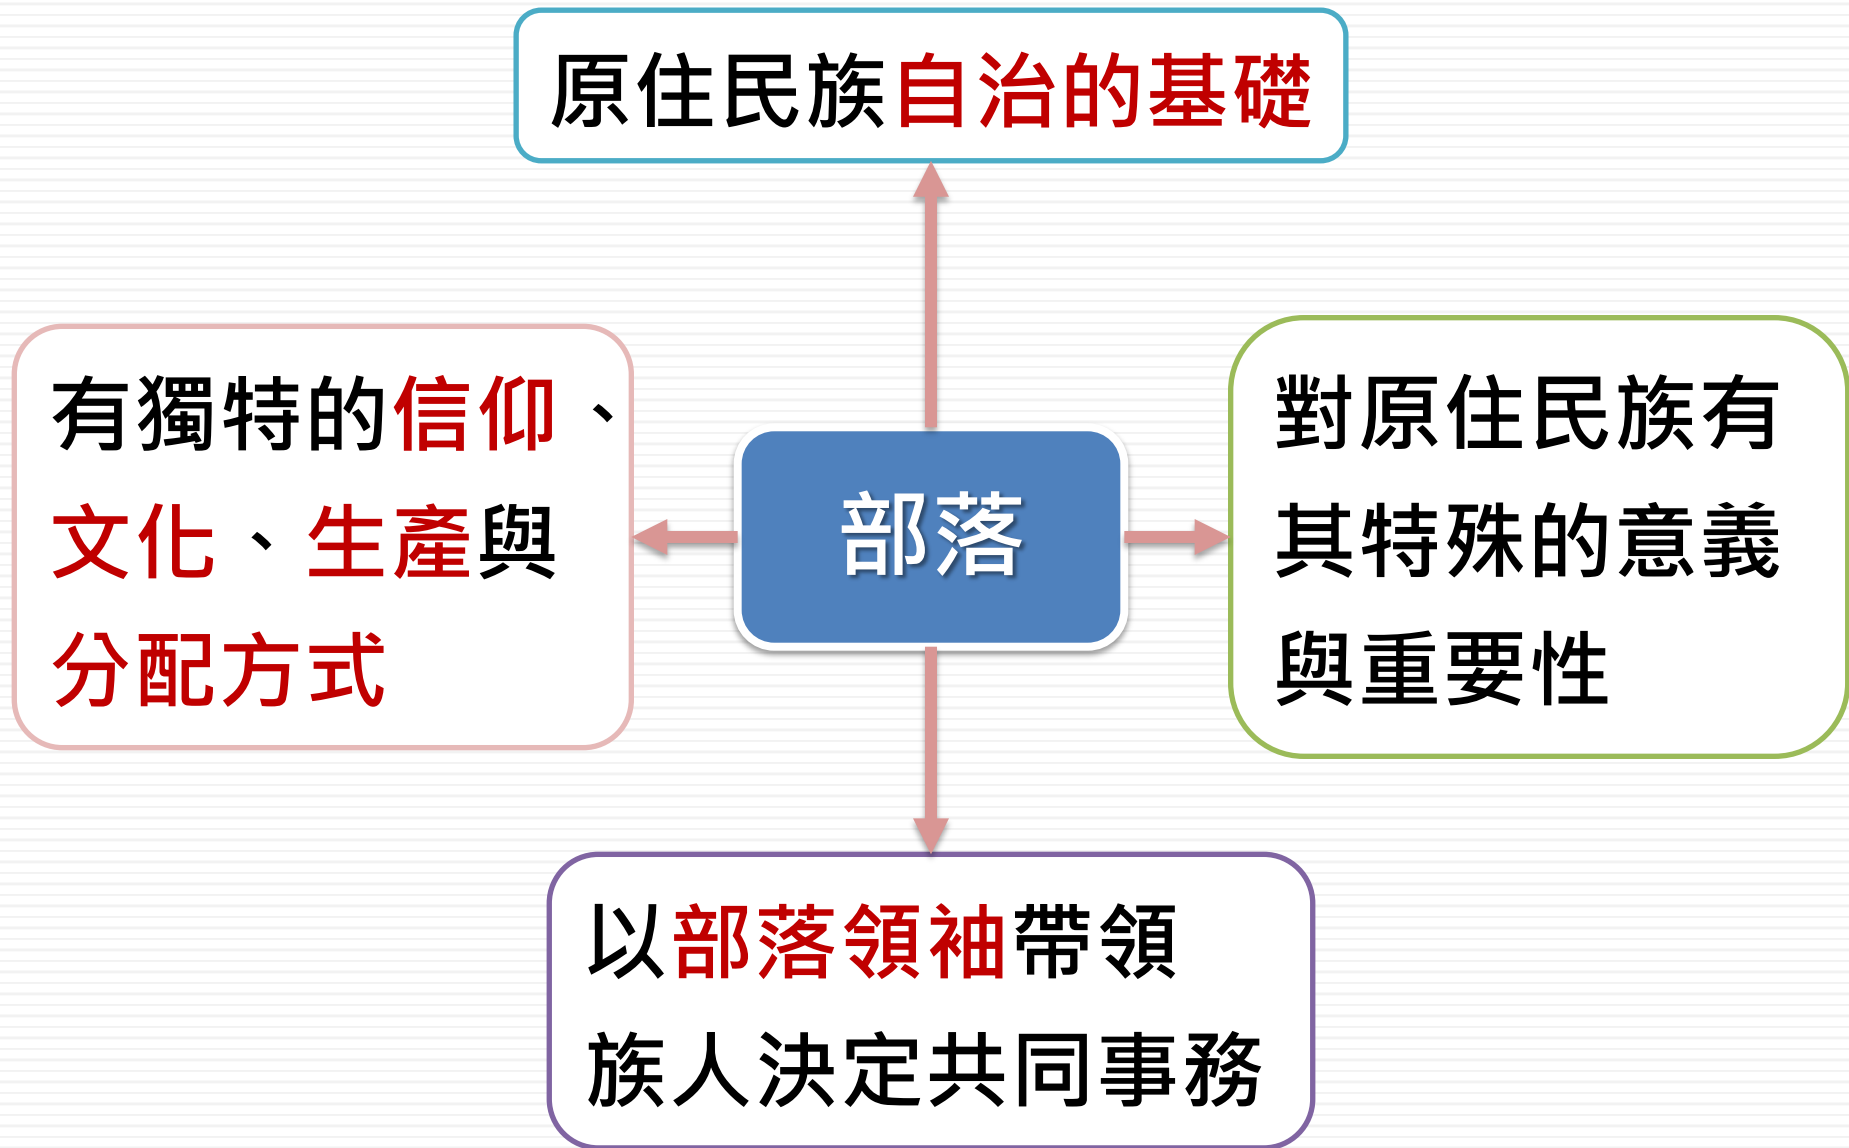 原住民族自治的基礎
有獨特的信仰、
文化、生產與
分配方式
部落
對原住民族有
其特殊的意義
與重要性
以部落領袖帶領
族人決定共同事務